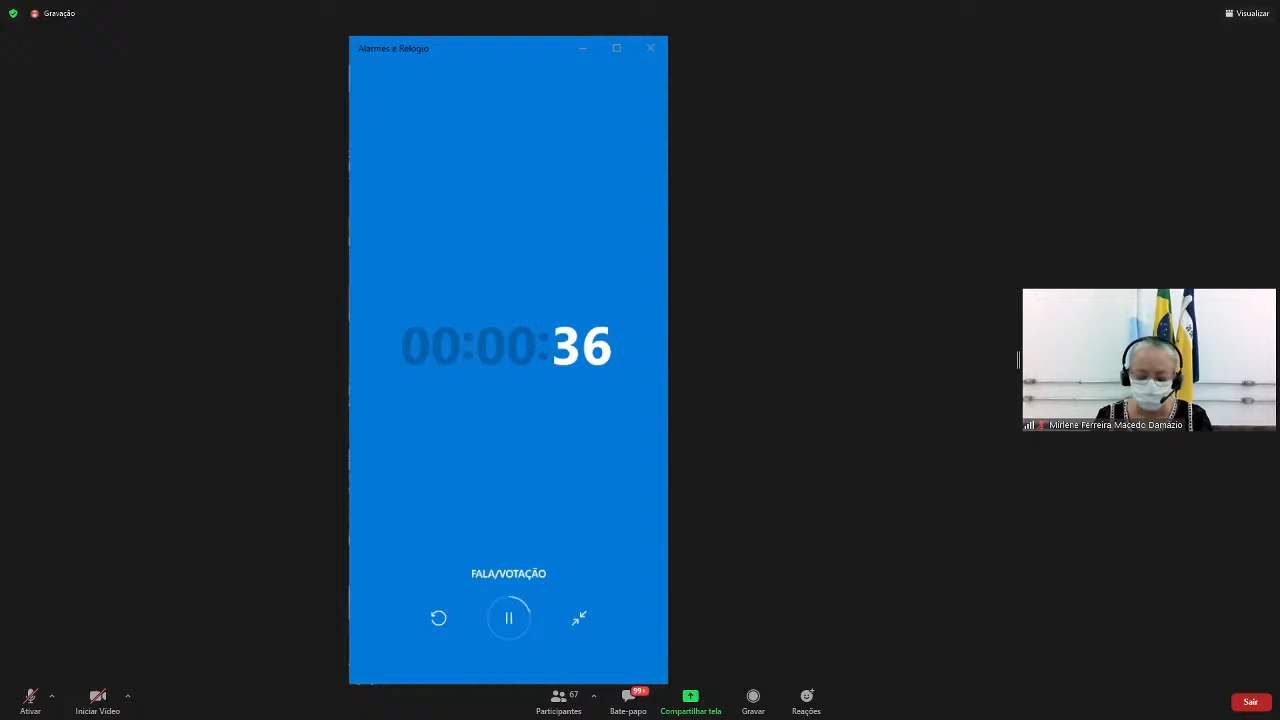 Gravação
Visualizar
Alarmes e Relógio
00:00:36
FALA/VOTAÇÃO
Mirlene Ferreira Macedo Damázio
Ativar
Iniciar Vídeo
67
Participantes
99+
Bate-papo
Compartilhar tela
Gravar
Reações
Sair